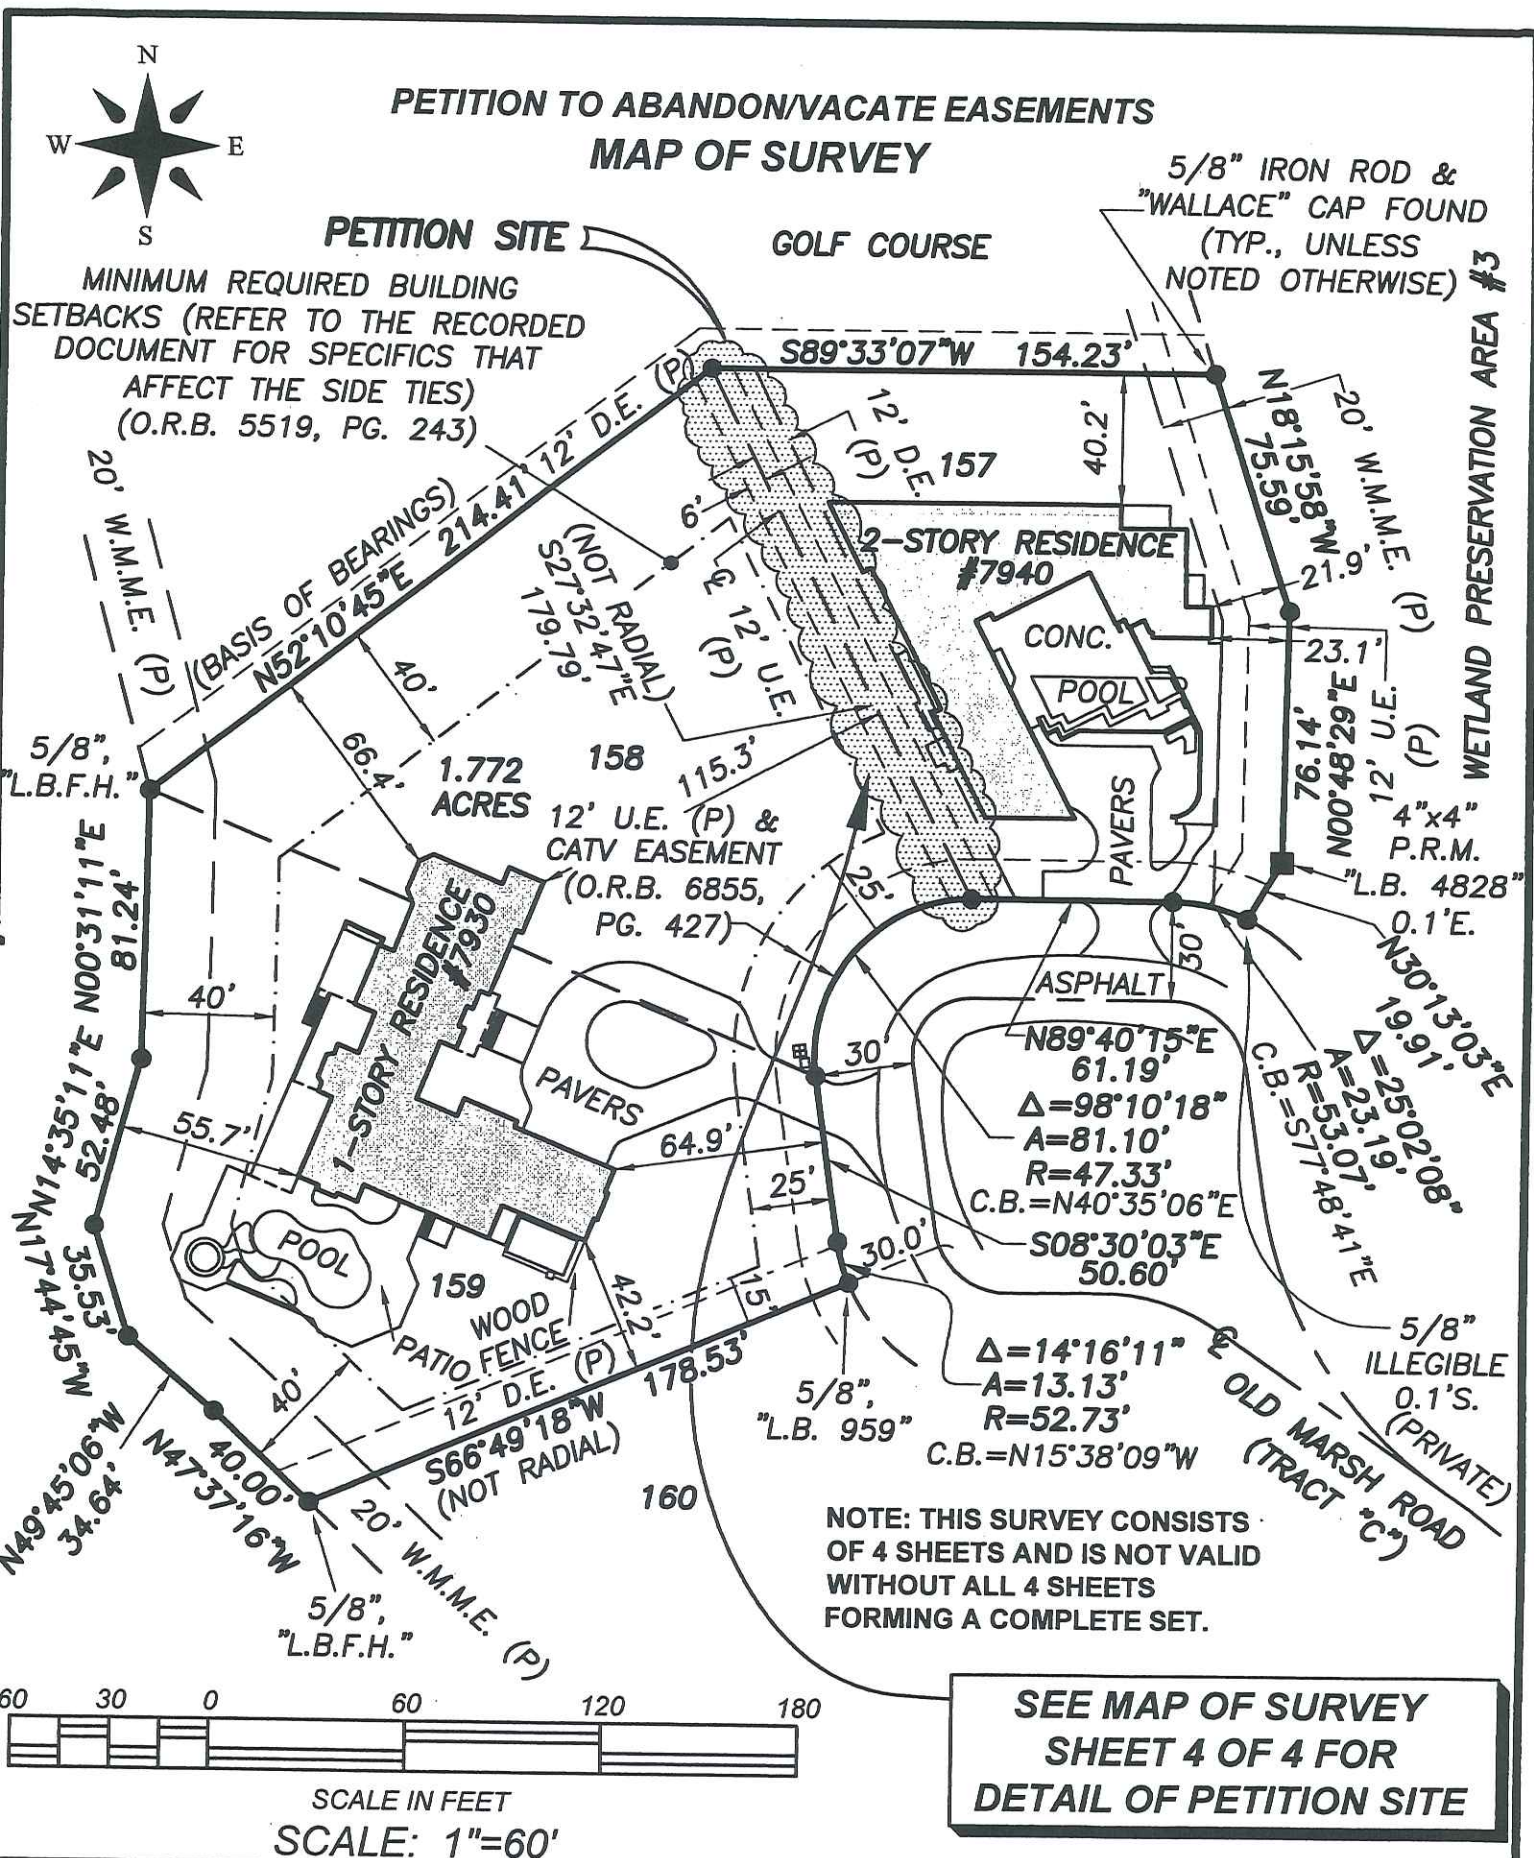 N
W
E
S
PETITION TO ABANDON/VACATE EASEMENTS
MAP OF SURVEY
5/8" IRON ROD &
"WALLACE" CAP FOUND
(TYP., UNLESS
NOTED OTHERWISE)
PETITION SITE
GOLF COURSE
WETLAND PRESERVATION AREA #3
MINIMUM REQUIRED BUILDING
SETBACKS (REFER TO THE RECORDED
DOCUMENT FOR SPECIFICS THAT
AFFECT THE SIDE TIES)
(O.R.B. 5519, PG. 243)
S89°33'07"W 154.23'
12' D.E. (P)
12' D.E.
(P)
157
40.2'
N18°15'58"W
75.59'
20' W.M.M.E. (P)
20' W.M.M.E. (P)
(BASIS OF BEARINGS)
N52°10'45"E 214.41'
6'
(NOT RADIAL)
S27°32'47"E
179.79'
℄ 12' U.E.
(P)
2-STORY RESIDENCE
#7940
21.9'
CONC.
POOL
23.1'
12' U.E.
(P)
76.14'
N00°48'29"E
40'
66.4'
5/8",
"L.B.F.H."
1.772
ACRES
158
115.3'
12' U.E. (P) &
CATV EASEMENT
(O.R.B. 6855,
PG. 427)
25'
PAVERS
4"x4"
P.R.M.
"L.B. 4828"
0.1'E.
N00°31'11"E
81.24'
1-STORY RESIDENCE
#7930
30'
ASPHALT
N30°13'03"E
19.91'
Δ=25°02'08"
A=23.19'
R=53.07'
C.B.=S77°48'41"E
40'
N14°35'11"E
52.48'
55.7'
PAVERS
30'
N89°40'15"E
61.19'
Δ=98°10'18"
A=81.10'
R=47.33'
C.B.=N40°35'06"E
64.9'
25'
S08°30'03"E
50.60'
30.0'
N17°44'45"W
35.53'
POOL
159
WOOD
FENCE
PATIO
42.2'
15'
40'
12' D.E. (P)
178.53'
S66°49'18"W
(NOT RADIAL)
5/8",
"L.B. 959"
Δ=14°16'11"
A=13.13'
R=52.73'
C.B.=N15°38'09"W
5/8"
ILLEGIBLE
0.1'S.
℄ OLD MARSH ROAD
(TRACT "C")
(PRIVATE)
N49°45'06"W
34.64'
40.00'
N47°37'16"W
160
20' W.M.M.E. (P)
5/8",
"L.B.F.H."
NOTE: THIS SURVEY CONSISTS
OF 4 SHEETS AND IS NOT VALID
WITHOUT ALL 4 SHEETS
FORMING A COMPLETE SET.
60 30 0 60 120 180
SCALE IN FEET
SCALE: 1"=60'
SEE MAP OF SURVEY
SHEET 4 OF 4 FOR
DETAIL OF PETITION SITE